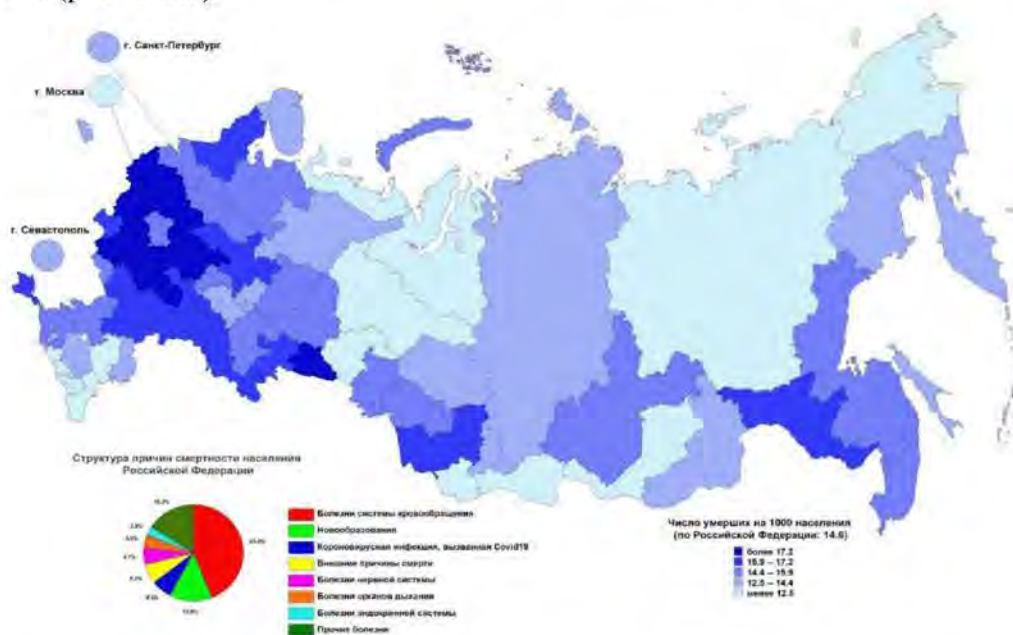 г. Санкт-Петербург
г. Москва
г. Севастополь
Структура причин смертности населения
Российской Федерации
Болезни системы кровообращения
Новообразования
Короновирусная инфекция, вызванная Covid19
Внешние причины смерти
Болезни нервной системы
Болезни органов дыхания
Болезни эндокринной системы
Прочие болезни
Число умерших на 1000 населения
(по Российской Федерации: 14.6)
более 17.2
15.9 – 17.2
14.4 – 15.9
12.5 – 14.4
менее 12.5